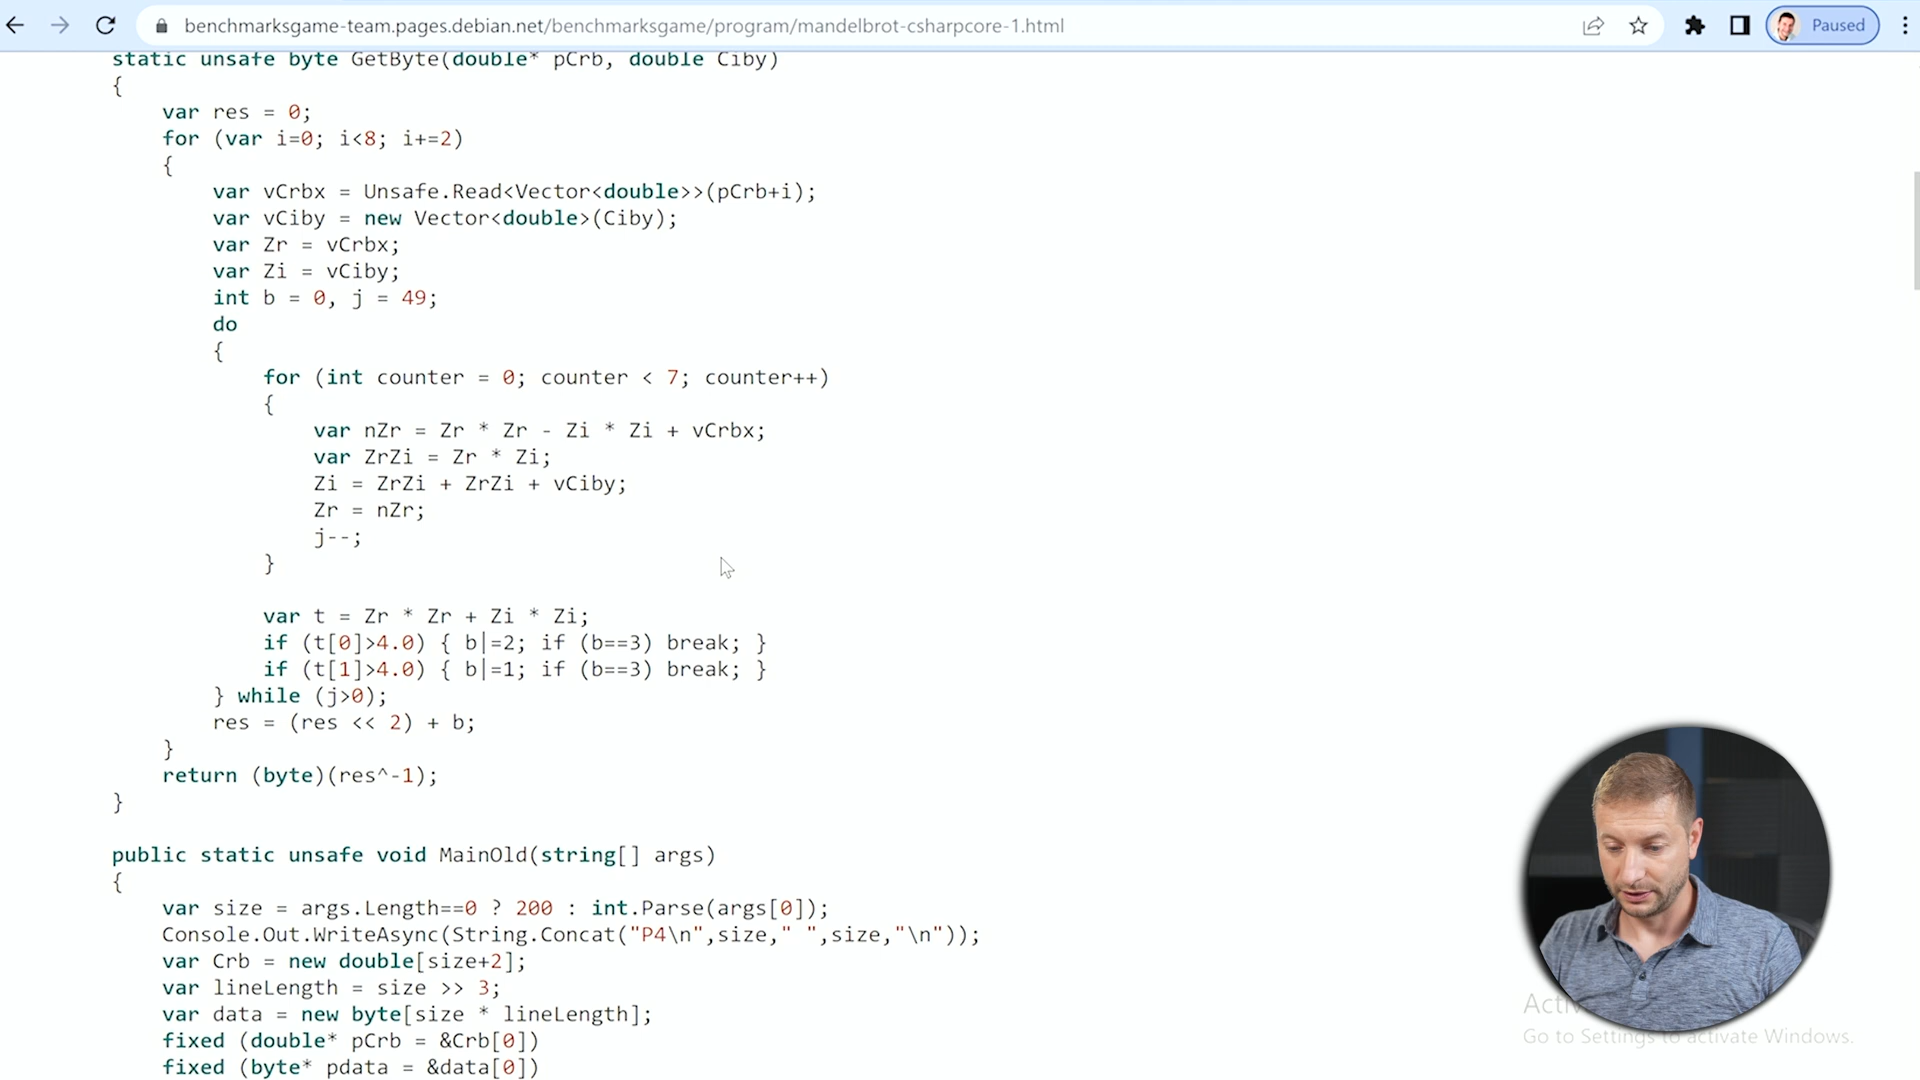 benchmarksgame-team.pages.debian.net/benchmarksgame/program/mandelbrot-csharpcore-1.html
Paused
static unsafe byte GetByte(double* pCrb, double Ciby)
{
var res = 0;
for (var i=0; i<8; i+=2)
{
var vCrbx = Unsafe.Read<Vector<double>>(pCrb+i);
var vCiby = new Vector<double>(Ciby);
var Zr = vCrbx;
var Zi = vCiby;
int b = 0, j = 49;
do
{
for (int counter = 0; counter < 7; counter++)
{
var nZr = Zr * Zr - Zi * Zi + vCrbx;
var ZrZi = Zr * Zi;
Zi = ZrZi + ZrZi + vCiby;
Zr = nZr;
j--;
}
var t = Zr * Zr + Zi * Zi;
if (t[0]>4.0) { b|=2; if (b==3) break; }
if (t[1]>4.0) { b|=1; if (b==3) break; }
} while (j>0);
res = (res << 2) + b;
}
return (byte)(res^-1);
}
public static unsafe void MainOld(string[] args)
{
var size = args.Length==0 ? 200 : int.Parse(args[0]);
Console.Out.WriteAsync(String.Concat("P4\n",size," ",size,"\n"));
var Crb = new double[size+2];
var lineLength = size >> 3;
var data = new byte[size * lineLength];
fixed (double* pCrb = &Crb[0])
fixed (byte* pdata = &data[0])
Go to Settings to activate Windows.